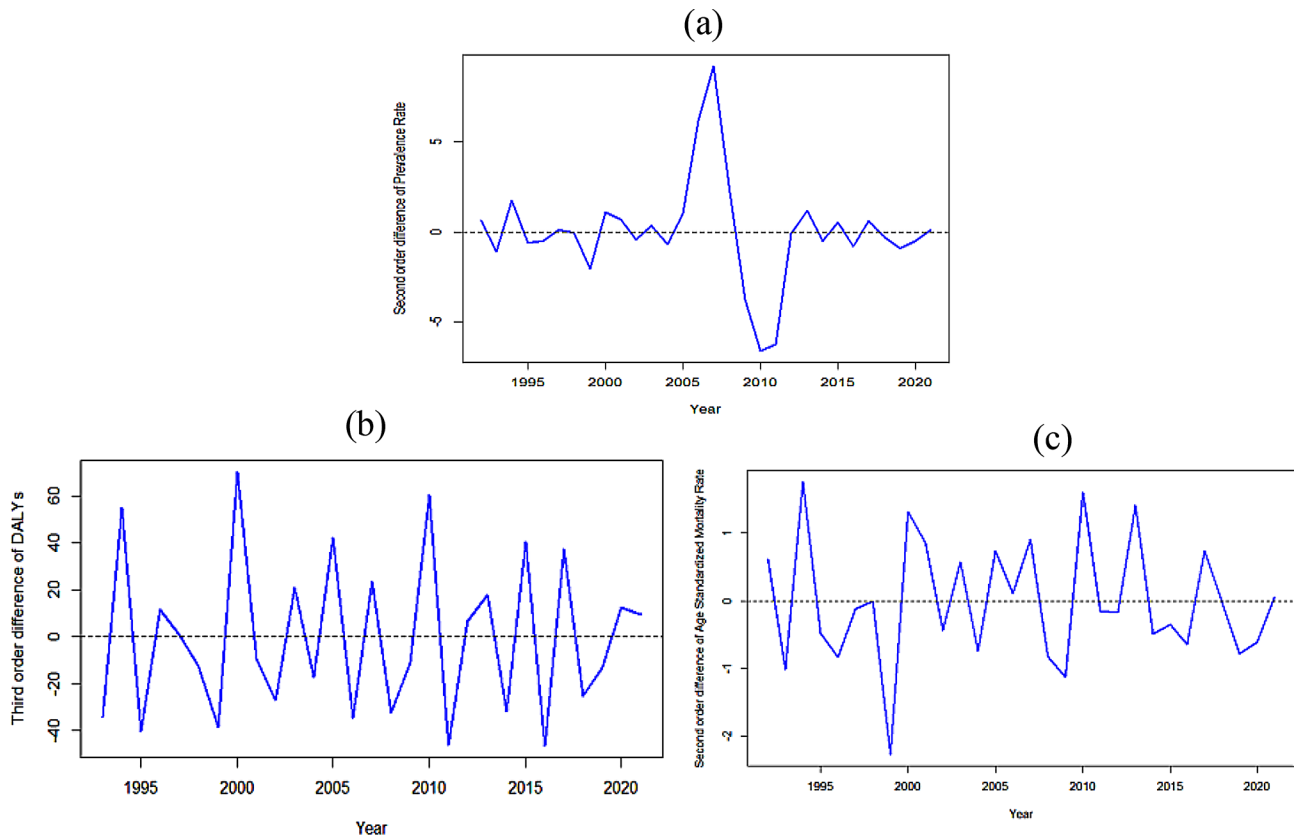 (a)
Second order difference of Prevalence Rate
5
0
-5
1995 2000 2005 2010 2015 2020
Year
(b)
Third order difference of DALYs
60
40
20
0
-20
-40
1995 2000 2005 2010 2015 2020
Year
(c)
Second order difference of Age Standardized Mortality Rate
1
0
-1
-2
1995 2000 2005 2010 2015 2020
Year